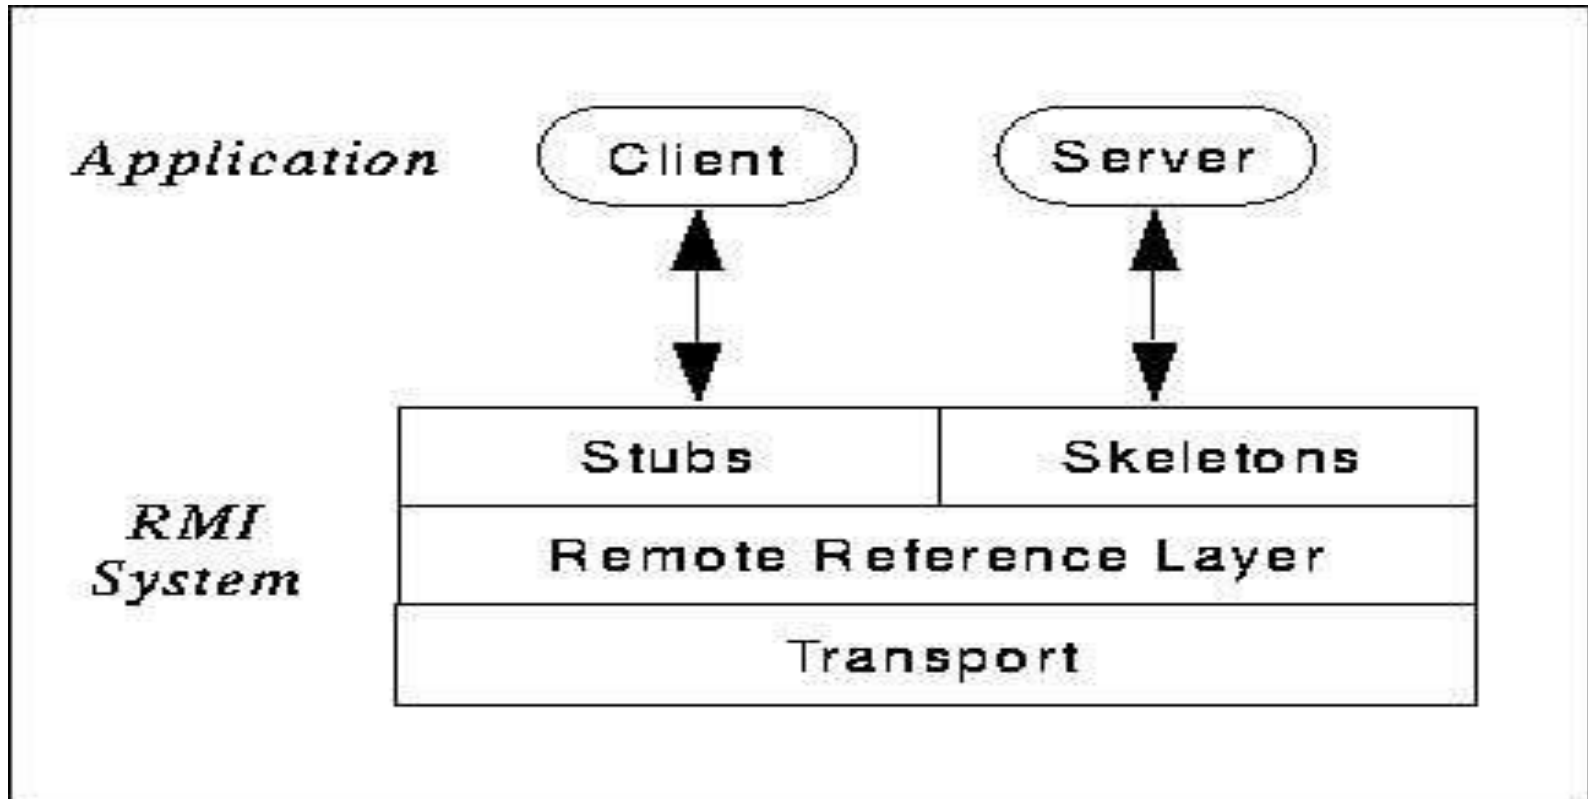 Application
Client
Server
Stubs
Skeletons
RMI
System
Remote Reference Layer
Transport